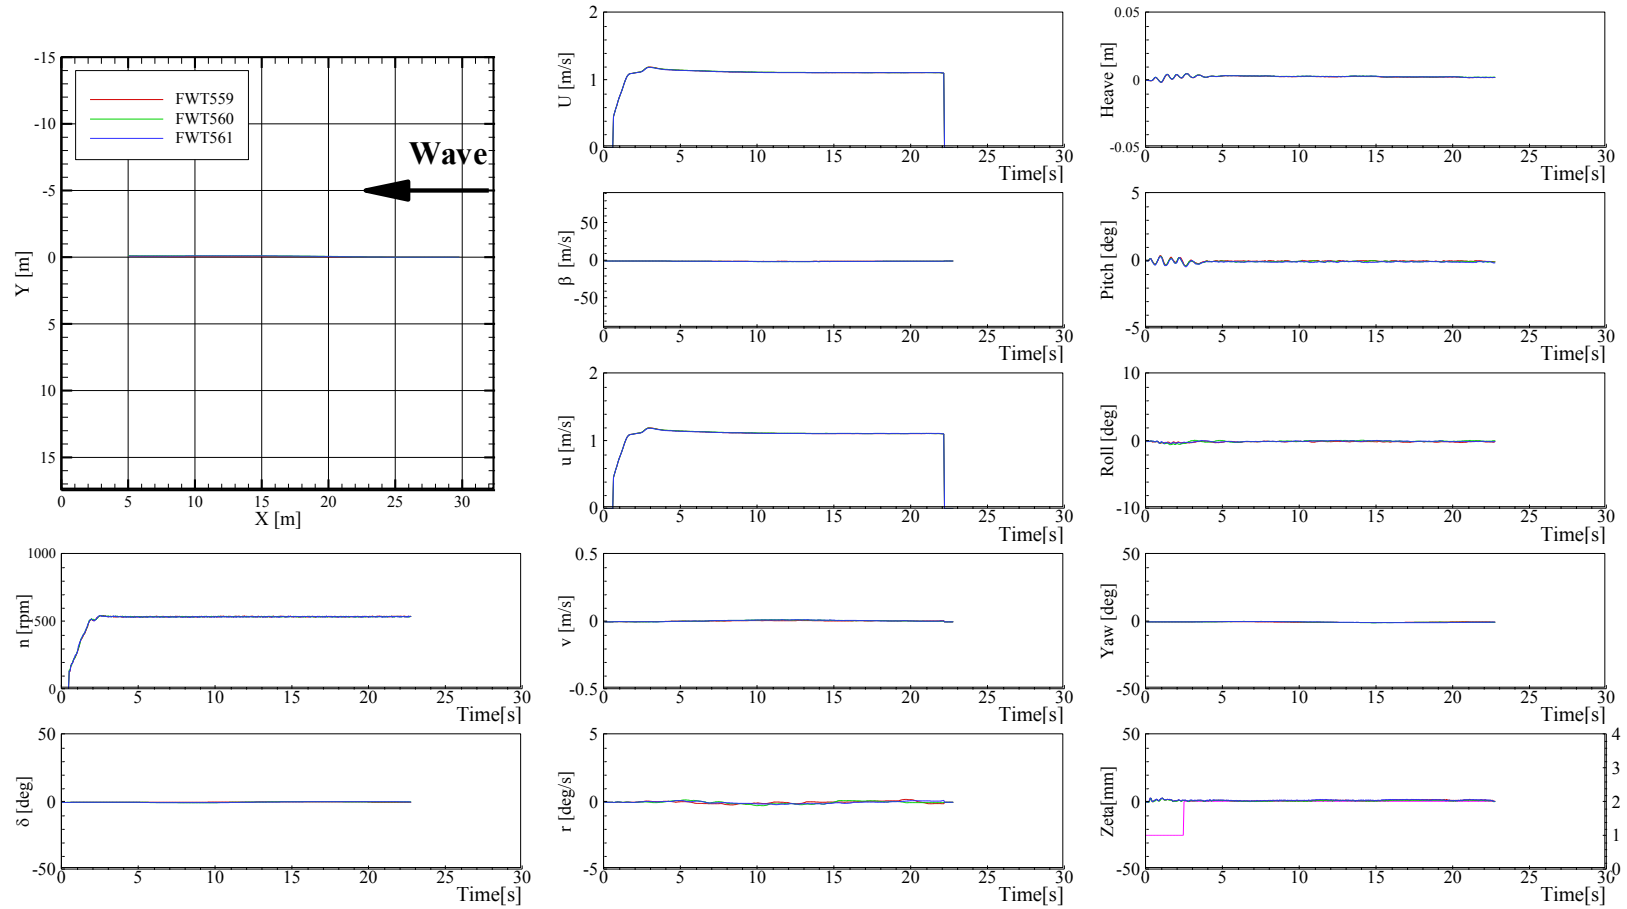 -15
-10
-5
0
5
10
15
Y [m]
FWT559
FWT560
FWT561
Wave
0 5 10 15 20 25 30
X [m]
2
1
0
U [m/s]
0 5 10 15 20 25 30
Time[s]
0.05
0
-0.05
Heave [m]
0 5 10 15 20 25 30
Time[s]
50
0
-50
β [m/s]
0 5 10 15 20 25 30
Time[s]
5
0
-5
Pitch [deg]
0 5 10 15 20 25 30
Time[s]
2
1
0
u [m/s]
0 5 10 15 20 25 30
Time[s]
10
0
-10
Roll [deg]
0 5 10 15 20 25 30
Time[s]
1000
500
0
n [rpm]
0 5 10 15 20 25 30
Time[s]
0.5
0
-0.5
v [m/s]
0 5 10 15 20 25 30
Time[s]
50
0
-50
Yaw [deg]
0 5 10 15 20 25 30
Time[s]
50
0
-50
δ [deg]
0 5 10 15 20 25 30
Time[s]
5
0
-5
r [deg/s]
0 5 10 15 20 25 30
Time[s]
50
0
-50
Zeta[mm]
4
3
2
1
0
0 5 10 15 20 25 30
Time[s]